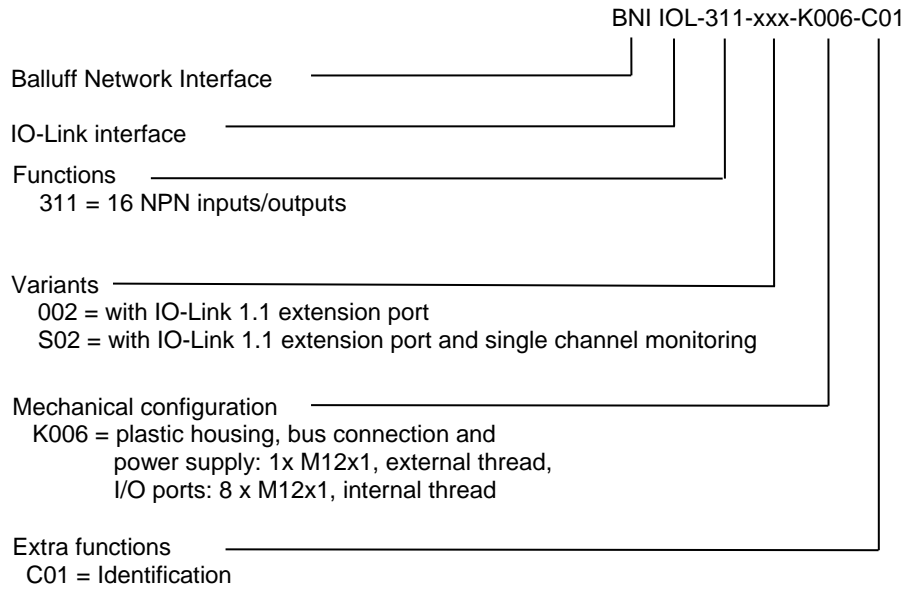 BNI IOL-311-xxx-K006-C01
Balluff Network Interface
IO-Link interface
Functions
311 = 16 NPN inputs/outputs
Variants
002 = with IO-Link 1.1 extension port
S02 = with IO-Link 1.1 extension port and single channel monitoring
Mechanical configuration
K006 = plastic housing, bus connection and
power supply: 1x M12x1, external thread,
I/O ports: 8 x M12x1, internal thread
Extra functions
C01 = Identification